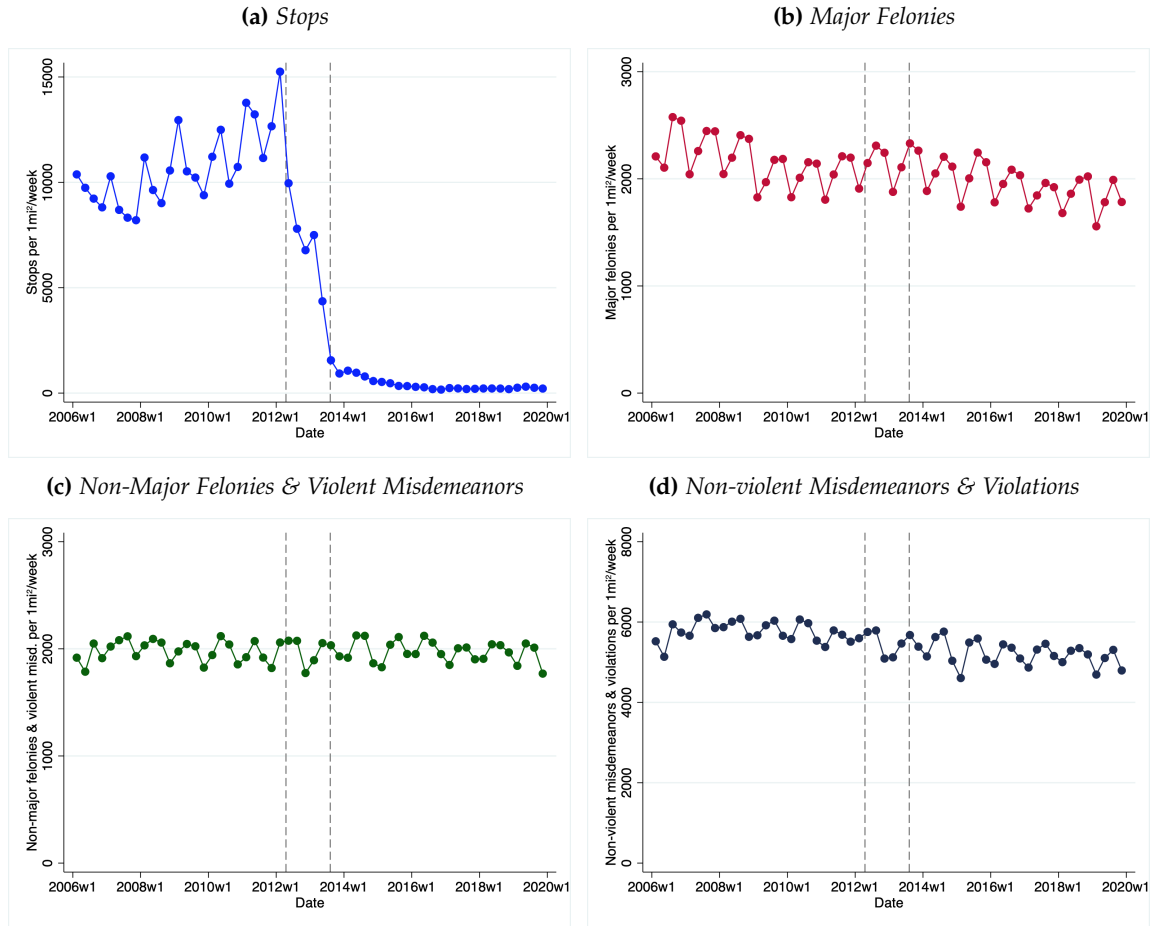 (a) Stops
Stops per 1mi²/week
15000
10000
5000
0
2006w1 2008w1 2010w1 2012w1 2014w1 2016w1 2018w1 2020w1
Date
(b) Major Felonies
Major felonies per 1mi²/week
3000
2000
1000
0
2006w1 2008w1 2010w1 2012w1 2014w1 2016w1 2018w1 2020w1
Date
(c) Non-Major Felonies & Violent Misdemeanors
Non-major felonies & violent misd. per 1mi²/week
3000
2000
1000
0
2006w1 2008w1 2010w1 2012w1 2014w1 2016w1 2018w1 2020w1
Date
(d) Non-violent Misdemeanors & Violations
Non-violent misdemeanors & violations per 1mi²/week
8000
6000
4000
2000
0
2006w1 2008w1 2010w1 2012w1 2014w1 2016w1 2018w1 2020w1
Date